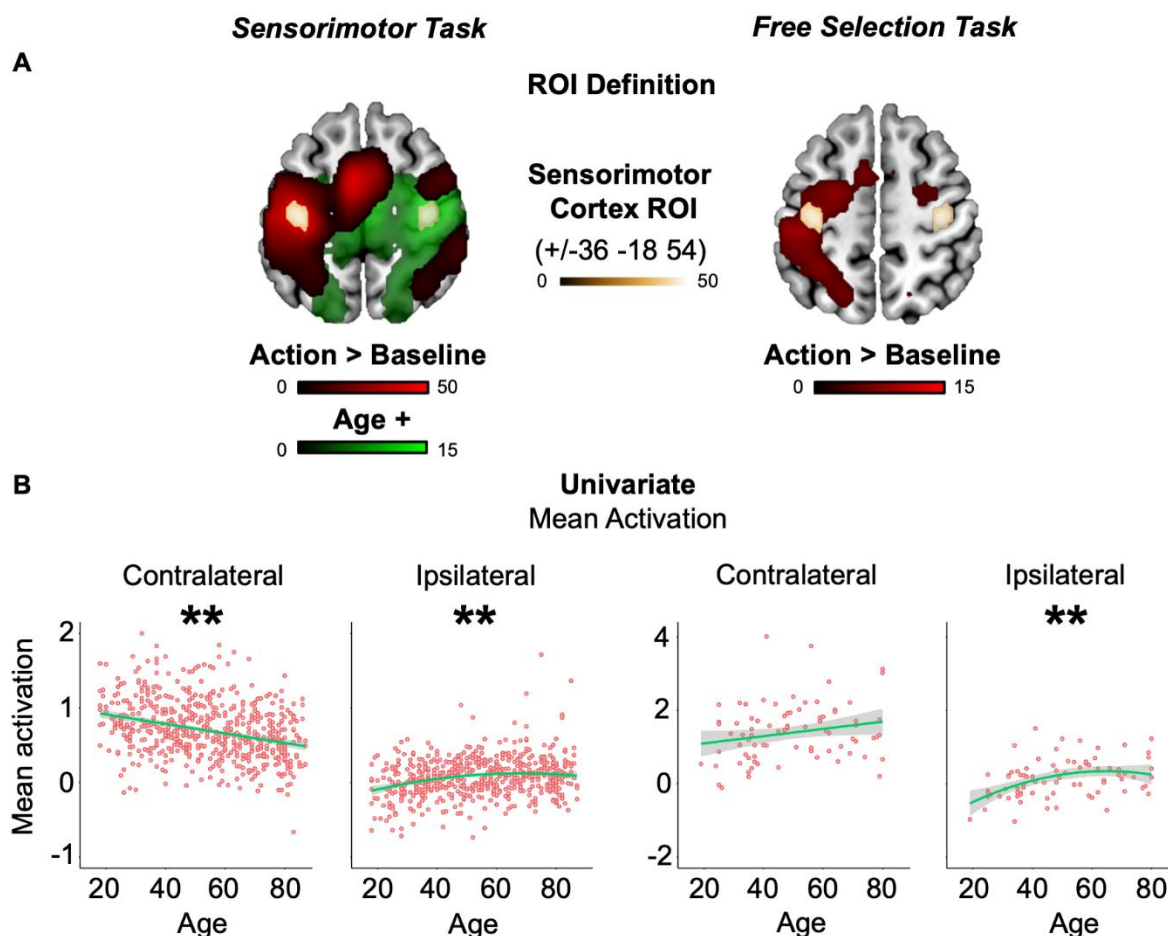 Sensorimotor Task
Free Selection Task
A
ROI Definition
Sensorimotor
Cortex ROI
(+/-36 -18 54)
0 50
Action > Baseline
0 50
Age +
0 15
Action > Baseline
0 15
B
Univariate
Mean Activation
Contralateral
**
Ipsilateral
**
Contralateral
Ipsilateral
**
Mean activation
2
1
0
-1
20 40 60 80
Age
20 40 60 80
Age
4
2
0
-2
20 40 60 80
Age
20 40 60 80
Age